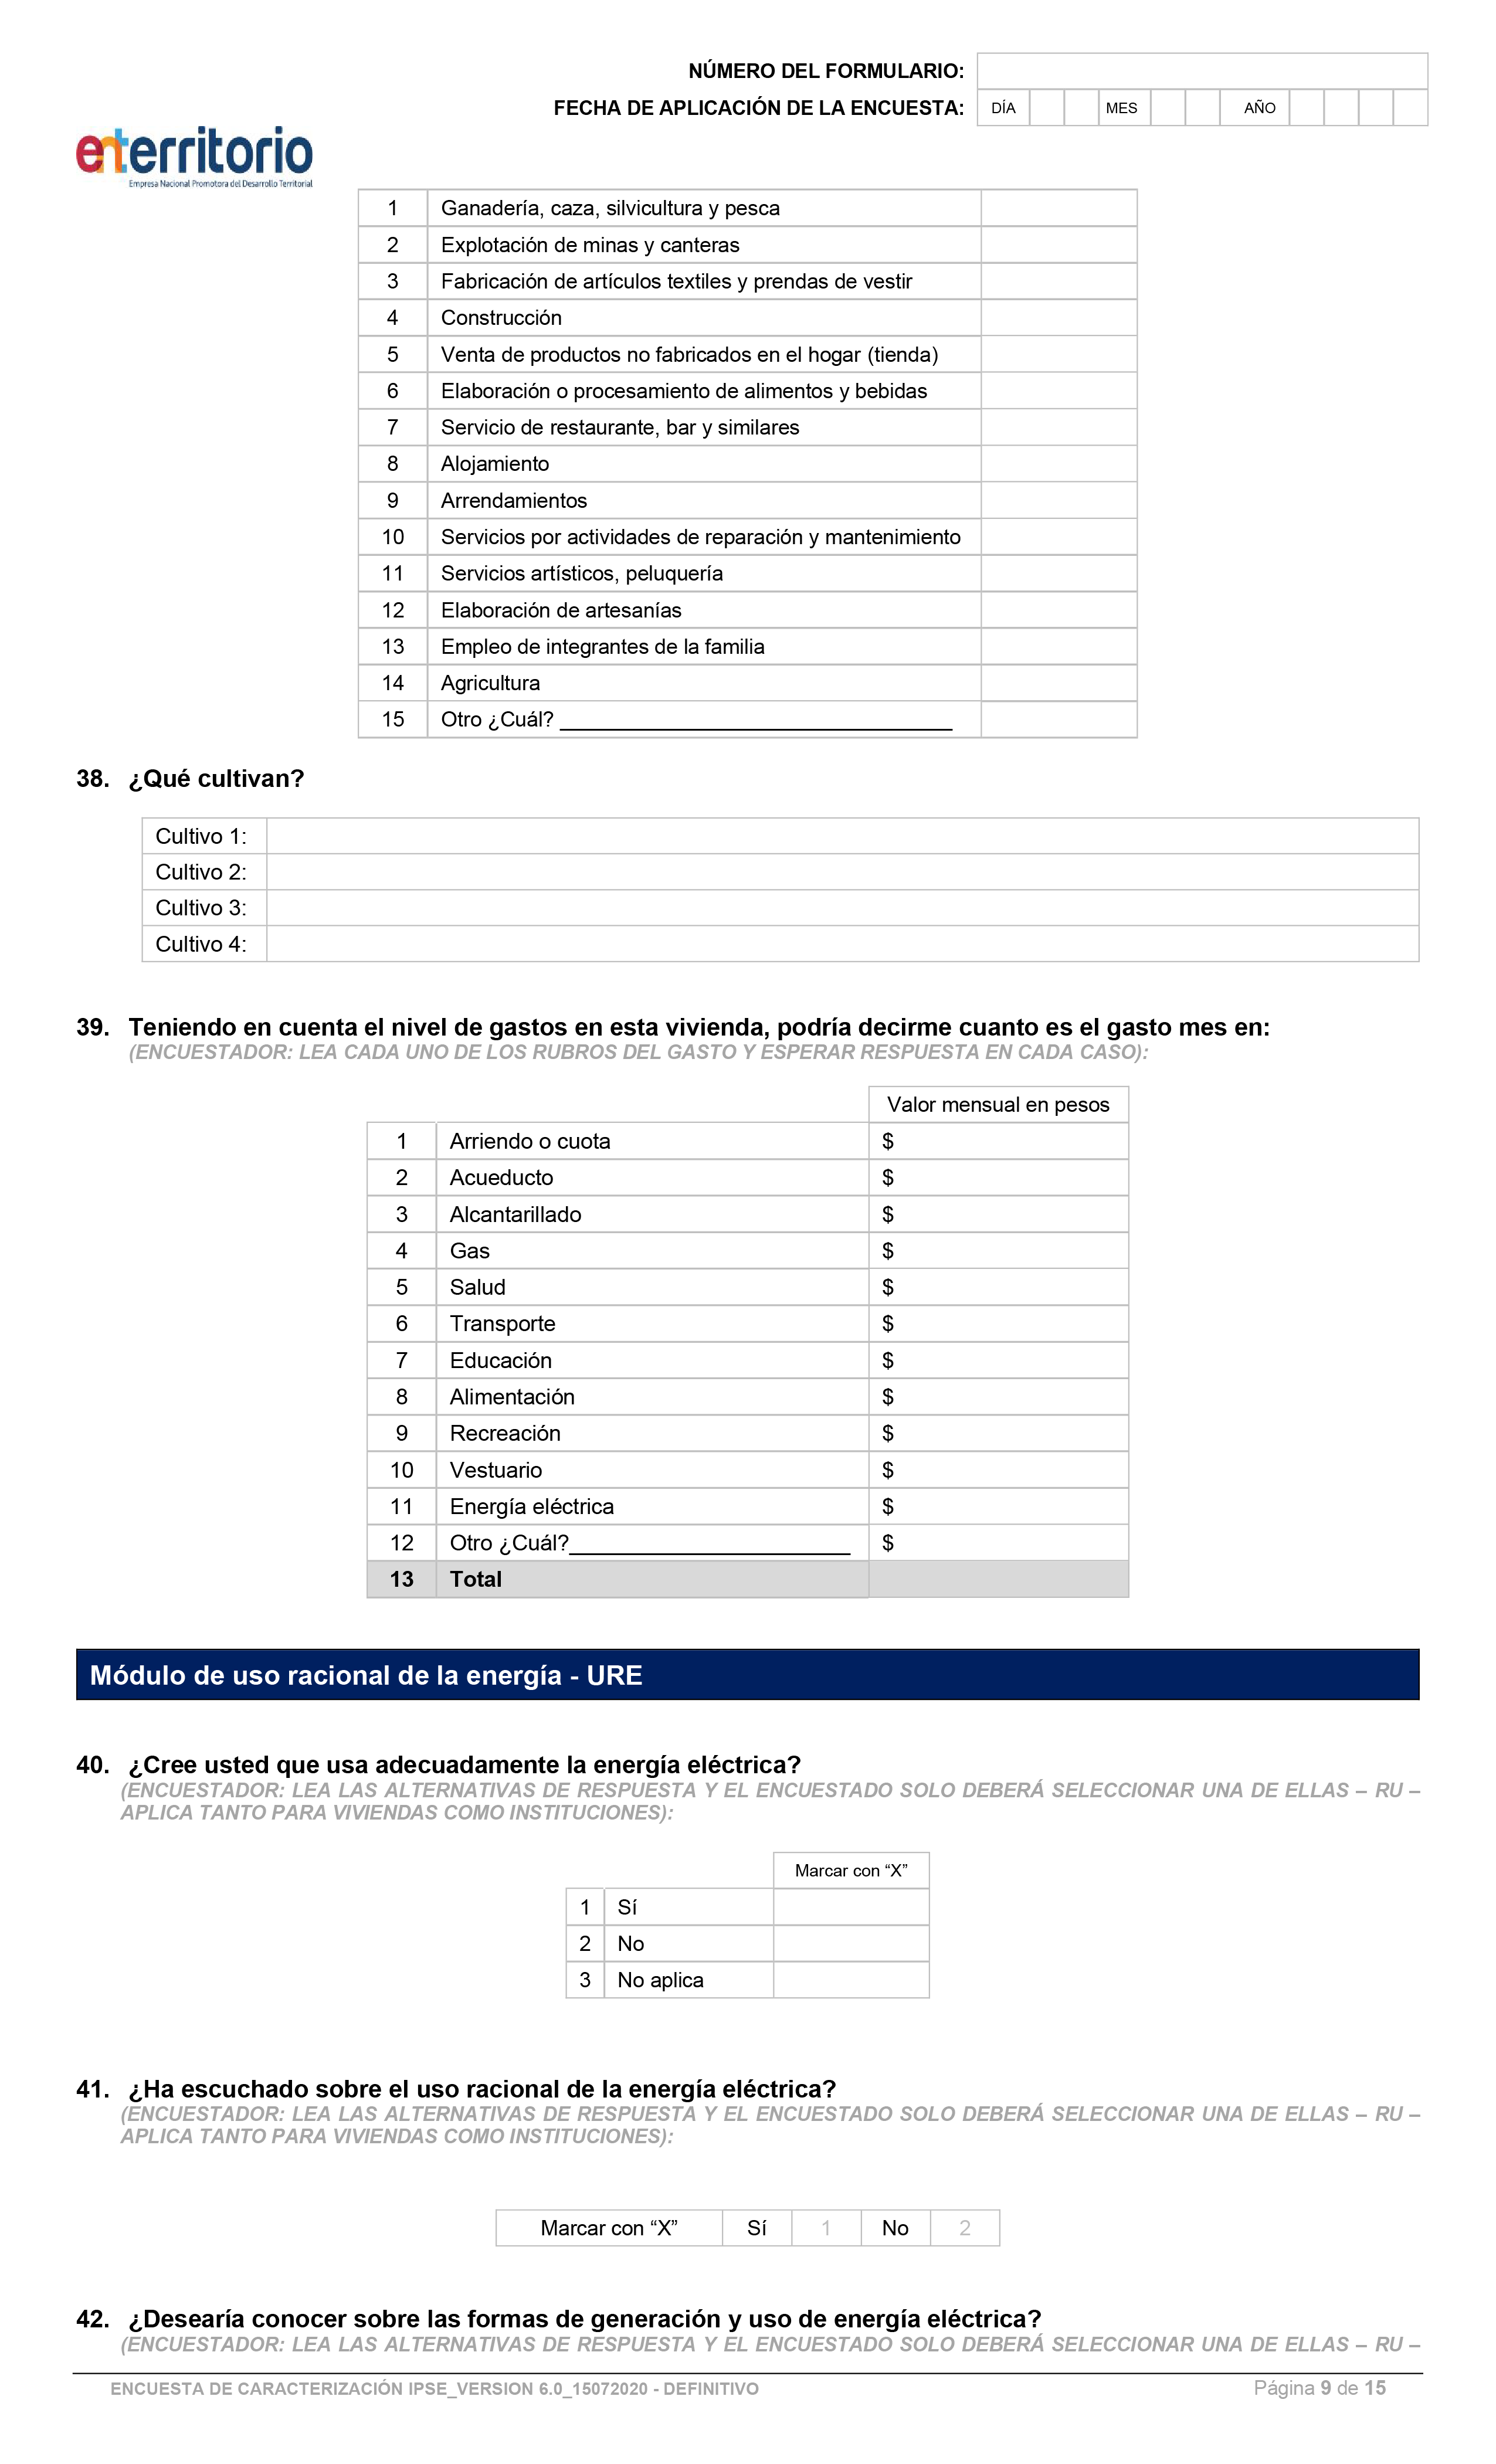 NÚMERO DEL FORMULARIO:
FECHA DE APLICACIÓN DE LA ENCUESTA: DÍA MES AÑO
enterritorio
Empresa Nacional Promotora del Desarrollo Territorial
1 Ganadería, caza, silvicultura y pesca
2 Explotación de minas y canteras
3 Fabricación de artículos textiles y prendas de vestir
4 Construcción
5 Venta de productos no fabricados en el hogar (tienda)
6 Elaboración o procesamiento de alimentos y bebidas
7 Servicio de restaurante, bar y similares
8 Alojamiento
9 Arrendamientos
10 Servicios por actividades de reparación y mantenimiento
11 Servicios artísticos, peluquería
12 Elaboración de artesanías
13 Empleo de integrantes de la familia
14 Agricultura
15 Otro ¿Cuál? ______________________________
38. ¿Qué cultivan?
Cultivo 1:
Cultivo 2:
Cultivo 3:
Cultivo 4:
39. Teniendo en cuenta el nivel de gastos en esta vivienda, podría decirme cuanto es el gasto mes en:
(ENCUESTADOR: LEA CADA UNO DE LOS RUBROS DEL GASTO Y ESPERAR RESPUESTA EN CADA CASO):
Valor mensual en pesos
1 Arriendo o cuota $
2 Acueducto $
3 Alcantarillado $
4 Gas $
5 Salud $
6 Transporte $
7 Educación $
8 Alimentación $
9 Recreación $
10 Vestuario $
11 Energía eléctrica $
12 Otro ¿Cuál?______________________ $
13 Total
Módulo de uso racional de la energía - URE
40. ¿Cree usted que usa adecuadamente la energía eléctrica?
(ENCUESTADOR: LEA LAS ALTERNATIVAS DE RESPUESTA Y EL ENCUESTADO SOLO DEBERÁ SELECCIONAR UNA DE ELLAS – RU –
APLICA TANTO PARA VIVIENDAS COMO INSTITUCIONES):
Marcar con “X”
1 Sí
2 No
3 No aplica
41. ¿Ha escuchado sobre el uso racional de la energía eléctrica?
(ENCUESTADOR: LEA LAS ALTERNATIVAS DE RESPUESTA Y EL ENCUESTADO SOLO DEBERÁ SELECCIONAR UNA DE ELLAS – RU –
APLICA TANTO PARA VIVIENDAS COMO INSTITUCIONES):
Marcar con “X” Sí 1 No 2
42. ¿Desearía conocer sobre las formas de generación y uso de energía eléctrica?
(ENCUESTADOR: LEA LAS ALTERNATIVAS DE RESPUESTA Y EL ENCUESTADO SOLO DEBERÁ SELECCIONAR UNA DE ELLAS – RU –
ENCUESTA DE CARACTERIZACIÓN IPSE_VERSION 6.0_15072020 - DEFINITIVO Página 9 de 15